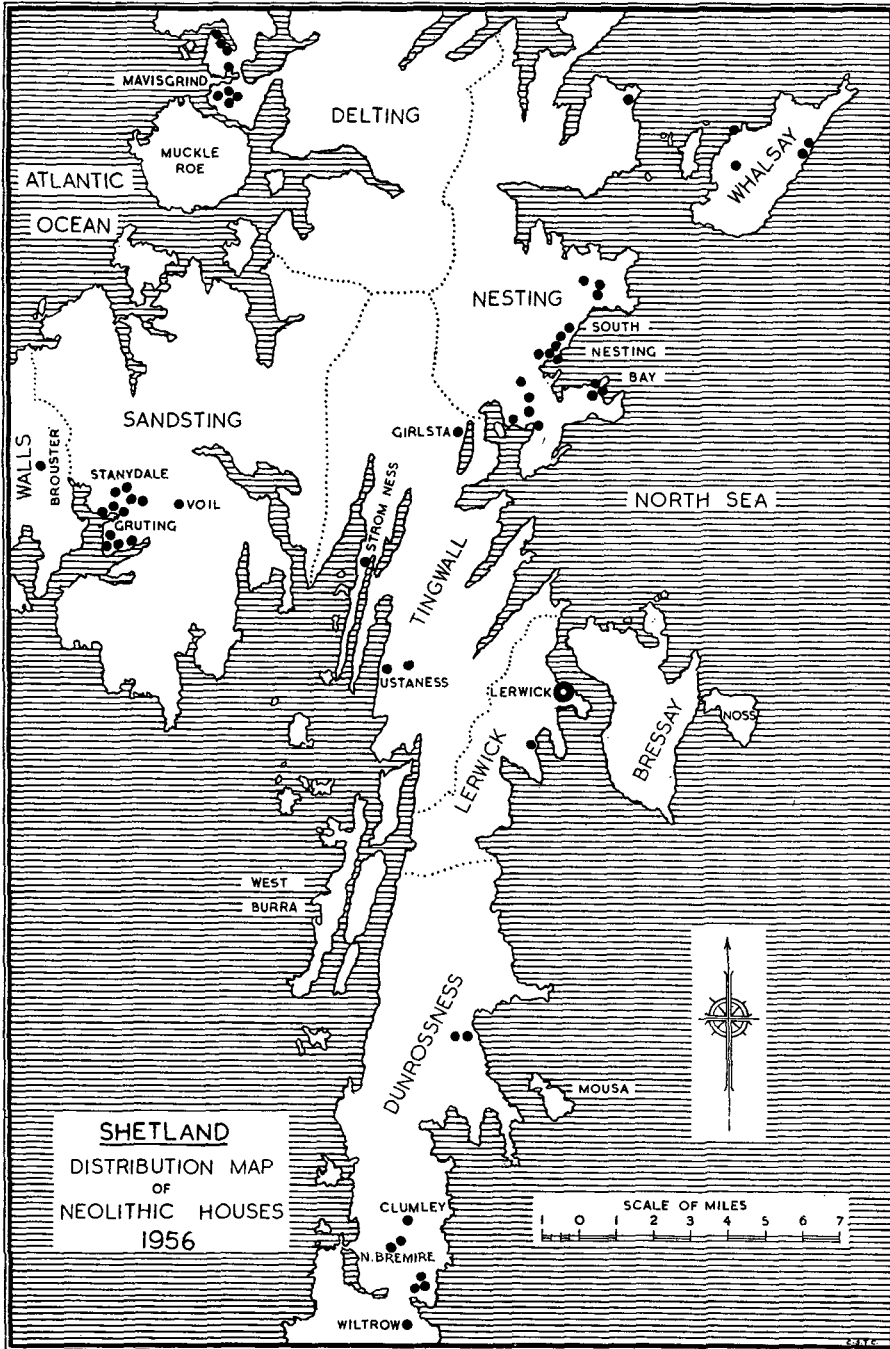 MAVISGRIND
DELTING
MUCKLE
ROE
ATLANTIC
OCEAN
WHALSAY
NESTING
SOUTH
NESTING
BAY
SANDSTING
GIRLSTA
WALLS
BROUSTER
STANYDALE
VOIL
GRUTING
STROM NESS
NORTH SEA
TINGWALL
USTANESS
LERWICK
NOSS
BRESSAY
LERWICK
WEST
BURRA
DUNROSSNESS
MOUSA
SHETLAND
DISTRIBUTION MAP
OF
NEOLITHIC HOUSES
1956
SCALE OF MILES
1 0 1 2 3 4 5 6 7
CLUMLEY
N. BREMIRE
WILTROW
C.S.T.C.